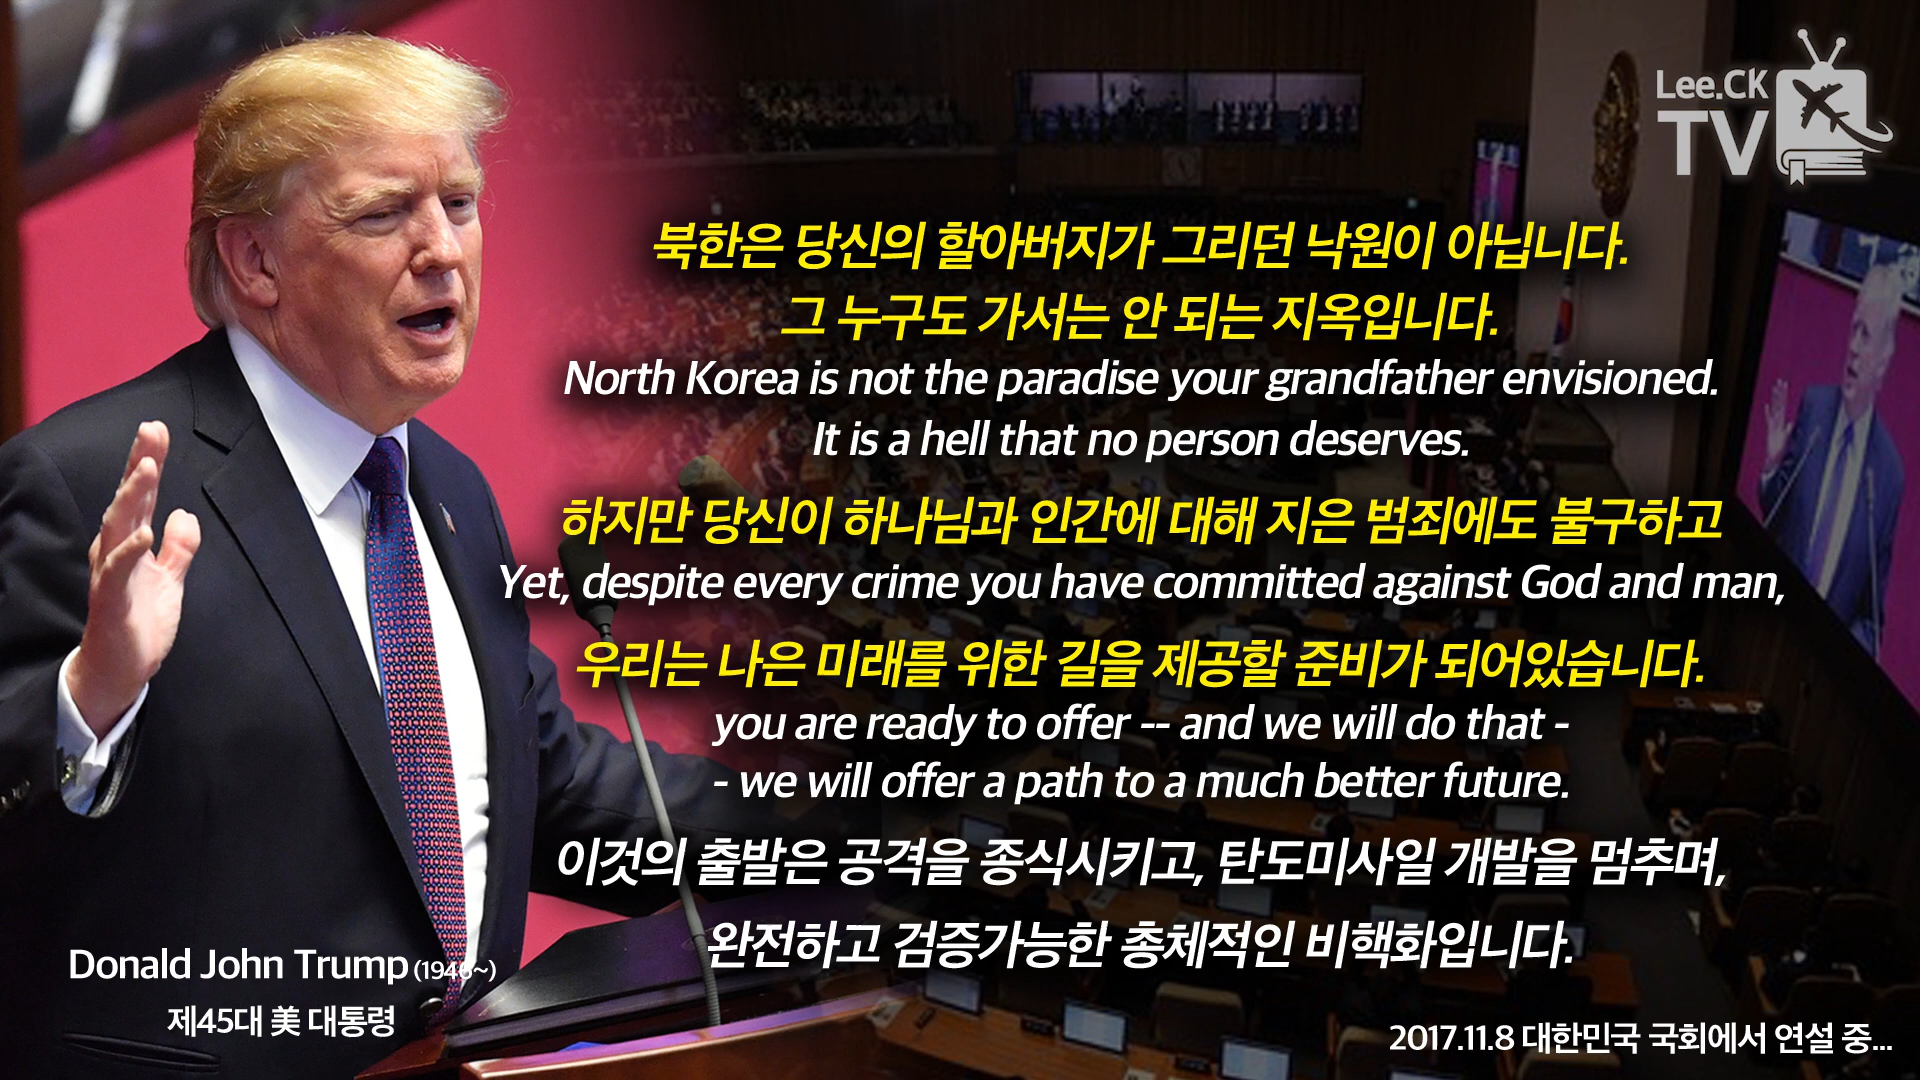 Lee.CK
TV
북한은 당신의 할아버지가 그리던 낙원이 아닙니다.
그 누구도 가서는 안 되는 지옥입니다.
North Korea is not the paradise your grandfather envisioned.
It is a hell that no person deserves.
하지만 당신이 하나님과 인간에 대해 지은 범죄에도 불구하고
Yet, despite every crime you have committed against God and man,
우리는 나은 미래를 위한 길을 제공할 준비가 되어있습니다.
you are ready to offer -- and we will do that -
- we will offer a path to a much better future.
이것의 출발은 공격을 종식시키고, 탄도미사일 개발을 멈추며,
완전하고 검증가능한 총체적인 비핵화입니다.
Donald John Trump (1946~)
제45대 美 대통령
2017.11.8 대한민국 국회에서 연설 중...